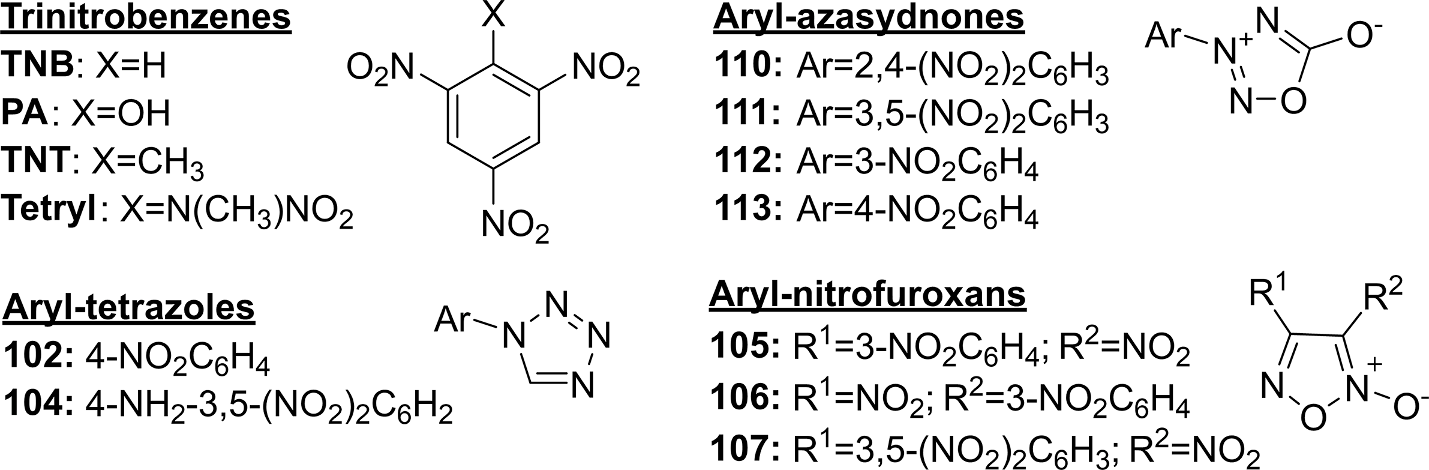 Trinitrobenzenes
TNB: X=H
PA: X=OH
TNT: X=CH₃
Tetryl: X=N(CH₃)NO₂
X
O₂N
NO₂
NO₂
Aryl-azasydnones
110: Ar=2,4-(NO₂)₂C₆H₃
111: Ar=3,5-(NO₂)₂C₆H₃
112: Ar=3-NO₂C₆H₄
113: Ar=4-NO₂C₆H₄
N
Ar N⁺ O⁻
N O
Aryl-tetrazoles
102: 4-NO₂C₆H₄
104: 4-NH₂-3,5-(NO₂)₂C₆H₂
N
Ar N N
N
Aryl-nitrofuroxans
105: R¹=3-NO₂C₆H₄; R²=NO₂
106: R¹=NO₂; R²=3-NO₂C₆H₄
107: R¹=3,5-(NO₂)₂C₆H₃; R²=NO₂
R¹ R²
N N⁺
O O⁻